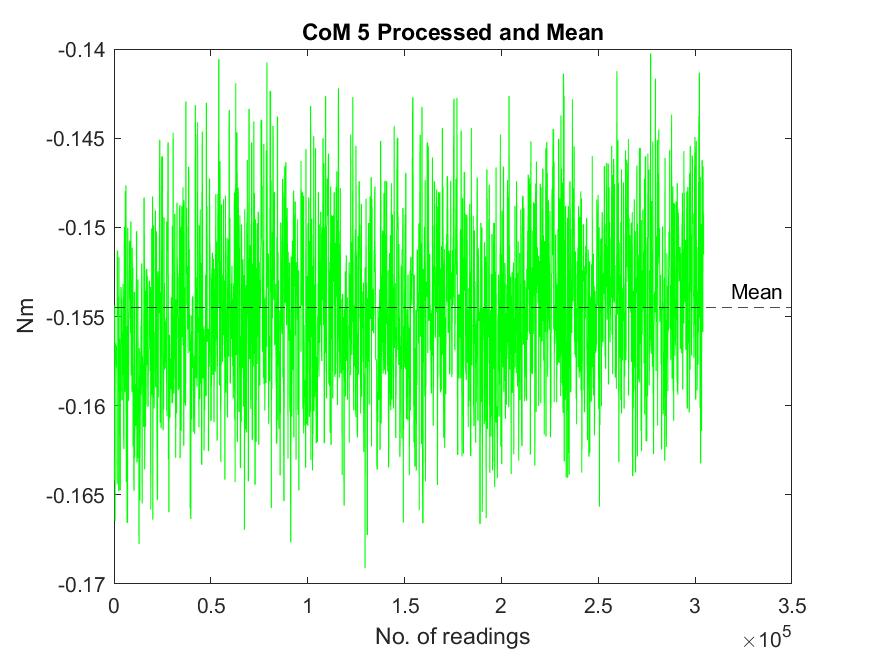 CoM 5 Processed and Mean
-0.14
-0.145
-0.15
-0.155
-0.16
-0.165
-0.17
Nm
Mean
0 0.5 1 1.5 2 2.5 3 3.5
No. of readings
×10⁵